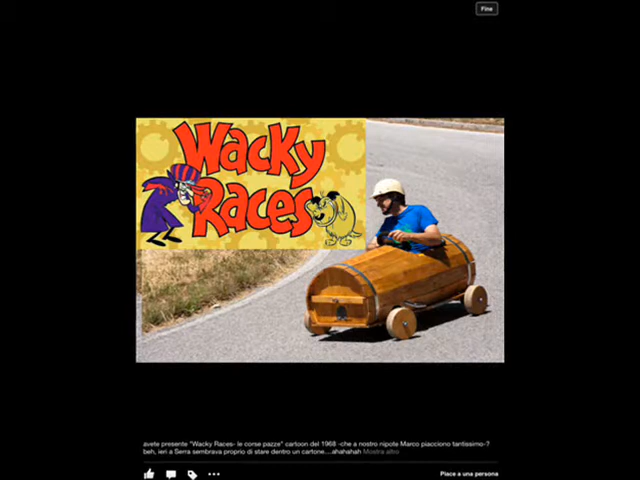 Fine
Wacky
Races
avete presente "Wacky Races- le corse pazze" cartoon del 1968 -che a nostro nipote Marco piacciono tantissimo-?
beh, ieri a Serra sembrava proprio di stare dentro un cartone....ahahahah Mostra altro
Piace a una persona